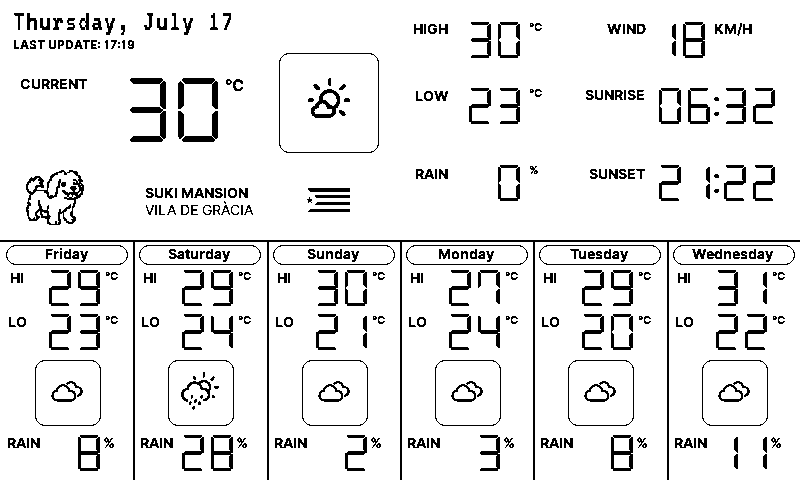 Thursday, July 17
LAST UPDATE: 17:19
CURRENT 30 °C
SUKI MANSION
VILA DE GRÀCIA
HIGH 30 °C
LOW 23 °C
RAIN 0 %
WIND 18 KM/H
SUNRISE 06:32
SUNSET 21:22
Friday
HI 29 °C
LO 23 °C
RAIN 8 %
Saturday
HI 29 °C
LO 24 °C
RAIN 28 %
Sunday
HI 30 °C
LO 21 °C
RAIN 2 %
Monday
HI 27 °C
LO 24 °C
RAIN 3 %
Tuesday
HI 29 °C
LO 20 °C
RAIN 8 %
Wednesday
HI 31 °C
LO 22 °C
RAIN 11 %